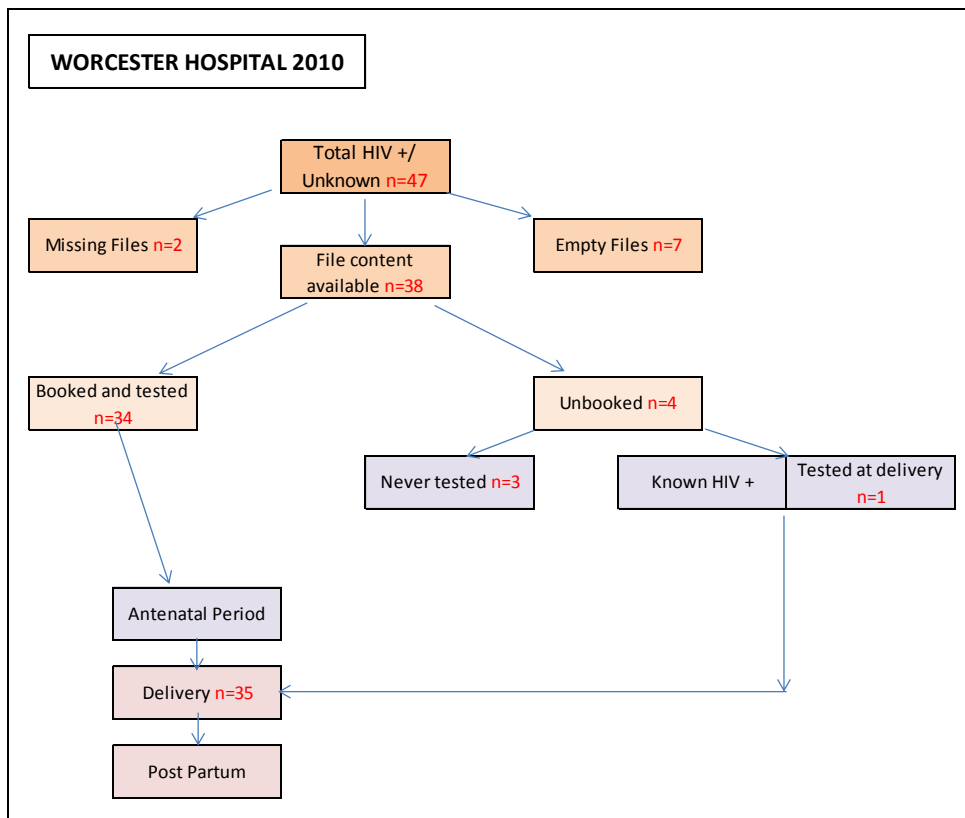 WORCESTER HOSPITAL 2010
Total HIV +/
Unknown n=47
Missing Files n=2
File content
available n=38
Empty Files n=7
Booked and tested
n=34
Unbooked n=4
Never tested n=3
Known HIV +
Tested at delivery
n=1
Antenatal Period
Delivery n=35
Post Partum